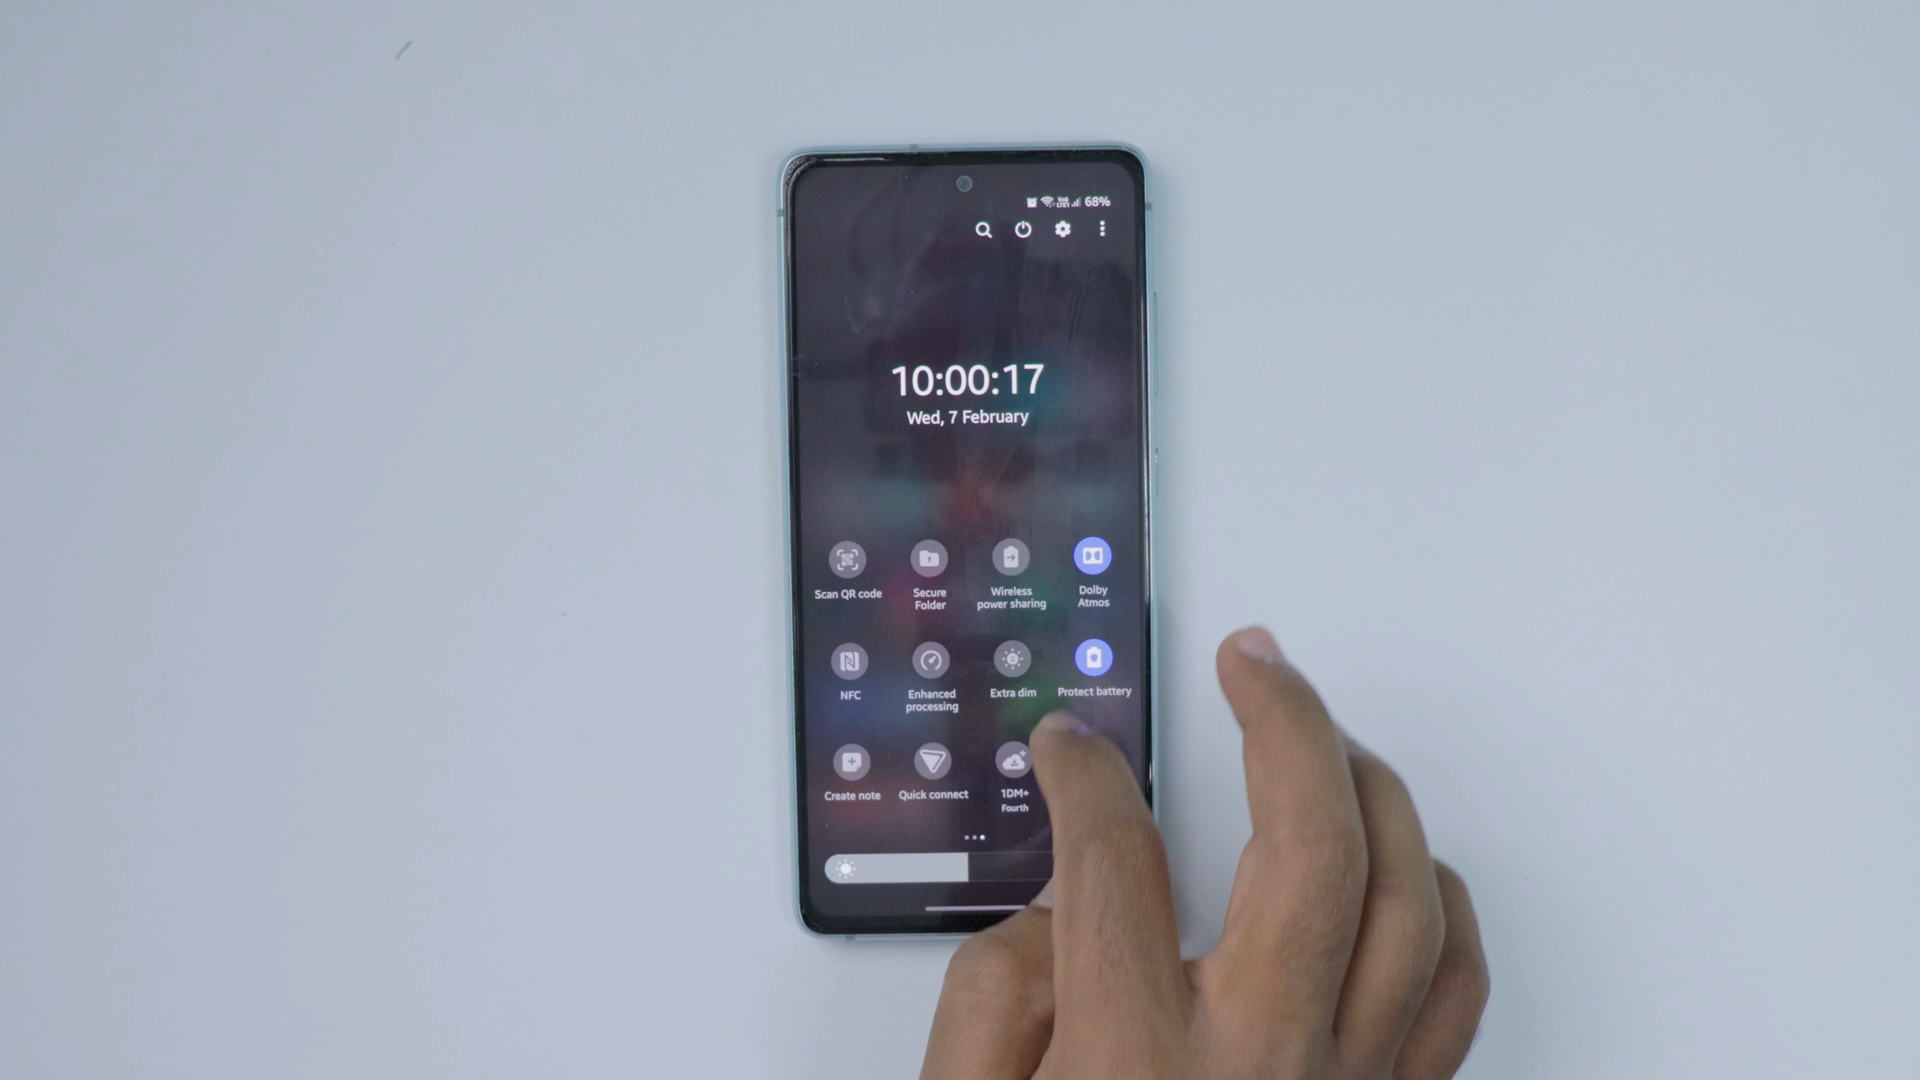 VoLTE1 68%
10:00:17
Wed, 7 February
Scan QR code
Secure
Folder
Wireless
power sharing
Dolby
Atmos
NFC
Enhanced
processing
Extra dim
Protect battery
Create note
Quick connect
1DM+
Fourth